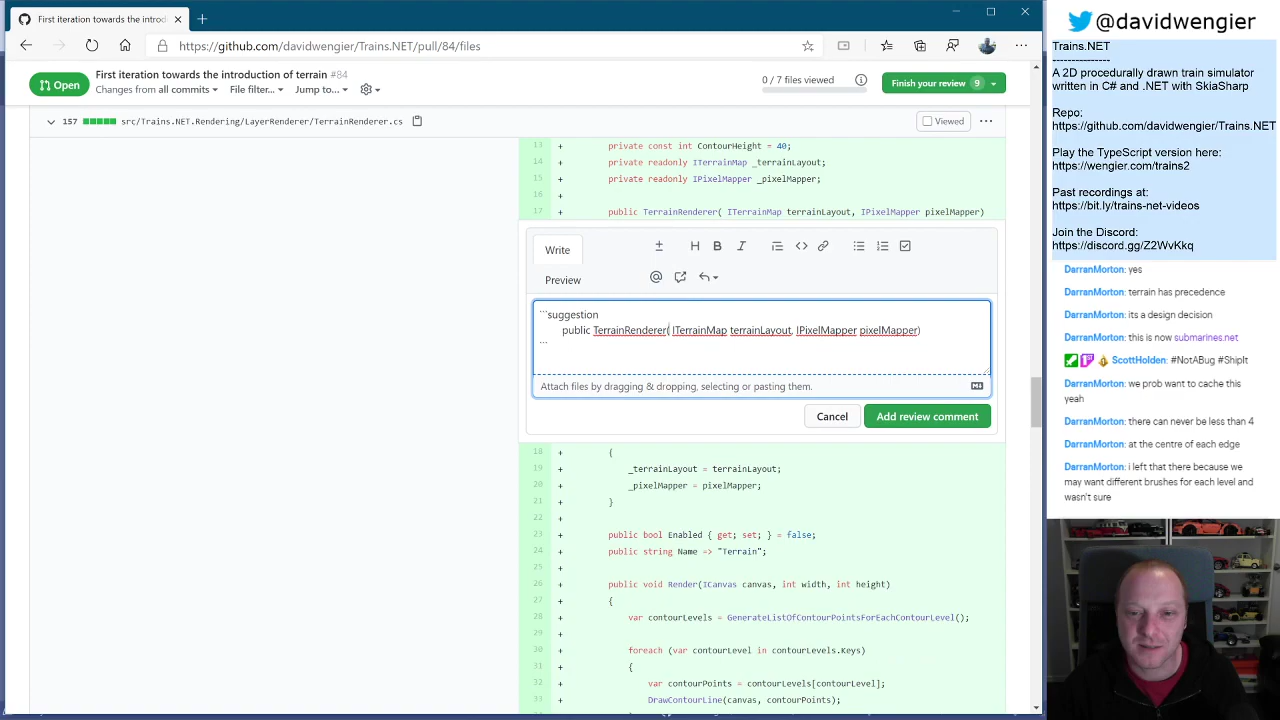 First iteration towards the introd
https://github.com/davidwengier/Trains.NET/pull/84/files
Open
First iteration towards the introduction of terrain #84
Changes from all commits
File filter...
Jump to...
0 / 7 files viewed
Finish your review 9
157
src/Trains.NET.Rendering/LayerRenderer/TerrainRenderer.cs
Viewed
13 + private const int ContourHeight = 40;
14 + private readonly ITerrainMap _terrainLayout;
15 + private readonly IPixelMapper _pixelMapper;
16 +
17 + public TerrainRenderer( ITerrainMap terrainLayout, IPixelMapper pixelMapper)
Write
Preview
```suggestion
public TerrainRenderer( ITerrainMap terrainLayout, IPixelMapper pixelMapper)
```
Attach files by dragging & dropping, selecting or pasting them.
Cancel
Add review comment
18 + {
19 + _terrainLayout = terrainLayout;
20 + _pixelMapper = pixelMapper;
21 + }
22 +
23 + public bool Enabled { get; set; } = false;
24 + public string Name => "Terrain";
25 +
26 + public void Render(ICanvas canvas, int width, int height)
27 + {
28 + var contourLevels = GenerateListOfContourPointsForEachContourLevel();
29 +
30 + foreach (var contourLevel in contourLevels.Keys)
31 + {
32 + var contourPoints = contourLevels[contourLevel];
33 + DrawContourLine(canvas, contourPoints);
@davidwengier
Trains.NET
--------------
A 2D procedurally drawn train simulator
written in C# and .NET with SkiaSharp
Repo:
https://github.com/davidwengier/Trains.NET
Play the TypeScript version here:
https://wengier.com/trains2
Past recordings at:
https://bit.ly/trains-net-videos
Join the Discord:
https://discord.gg/Z2WvKkq
DarranMorton: yes
DarranMorton: terrain has precedence
DarranMorton: its a design decision
DarranMorton: this is now submarines.net
ScottHolden: #NotABug #ShipIt
DarranMorton: we prob want to cache this
yeah
DarranMorton: there can never be less than 4
DarranMorton: at the centre of each edge
DarranMorton: i left that there because we
may want different brushes for each level and
wasn't sure